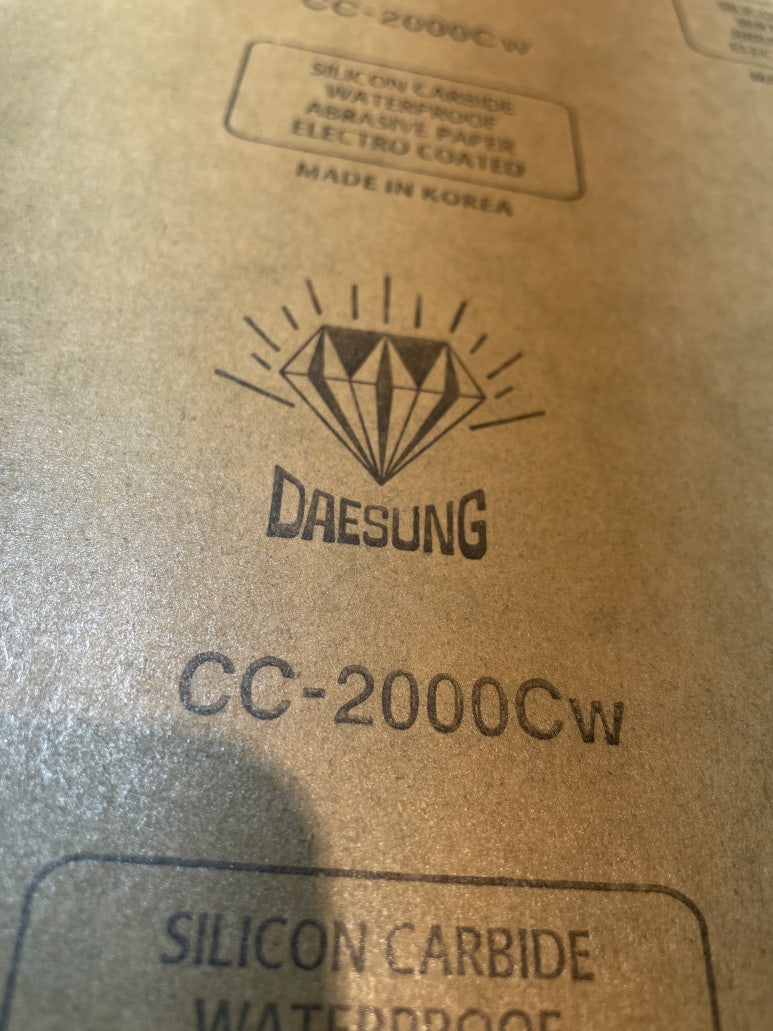 CC-2000Cw
SILICON CARBIDE
WATERPROOF
ABRASIVE PAPER
ELECTRO COATED
MADE IN KOREA
DAESUNG
CC-2000Cw
SILICON CARBIDE
WATERPROOF